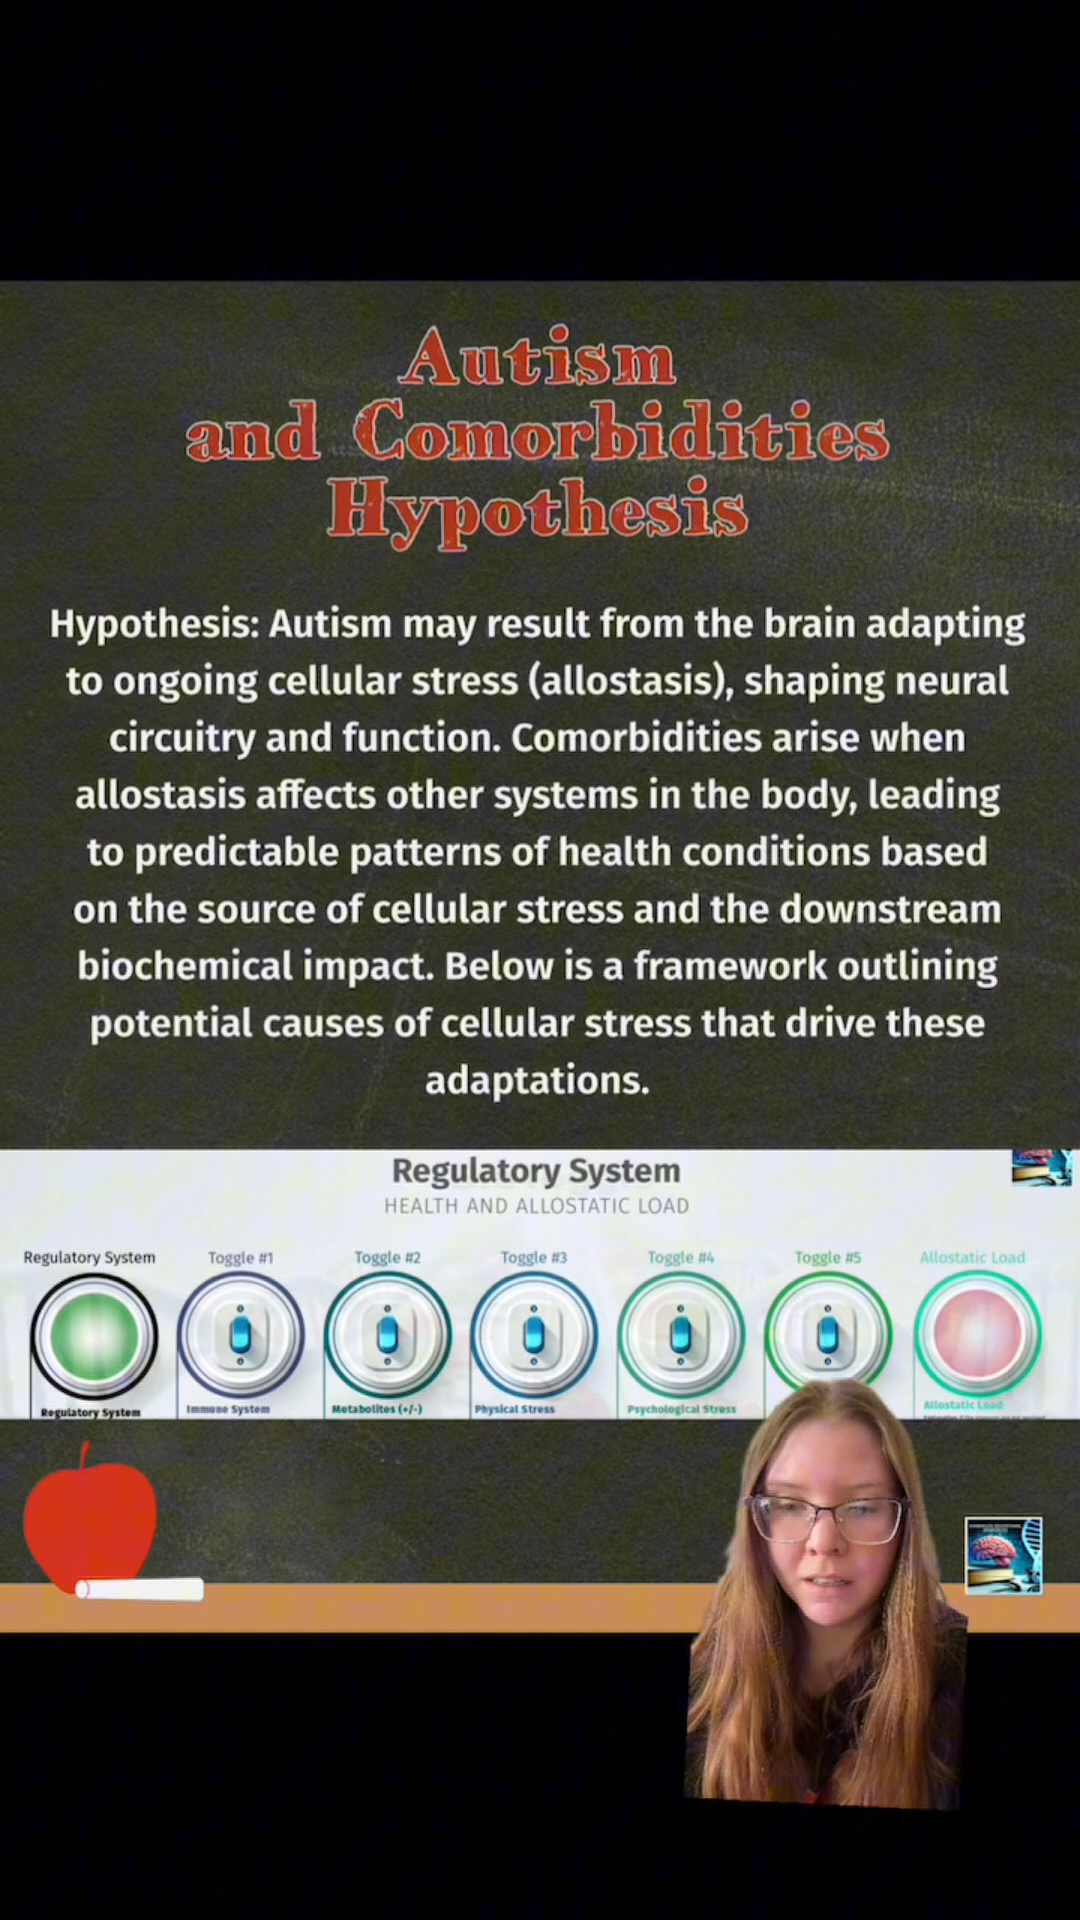 Autism
and Comorbidities
Hypothesis
Hypothesis: Autism may result from the brain adapting
to ongoing cellular stress (allostasis), shaping neural
circuitry and function. Comorbidities arise when
allostasis affects other systems in the body, leading
to predictable patterns of health conditions based
on the source of cellular stress and the downstream
biochemical impact. Below is a framework outlining
potential causes of cellular stress that drive these
adaptations.
Regulatory System
HEALTH AND ALLOSTATIC LOAD
Regulatory System Toggle #1 Toggle #2 Toggle #3 Toggle #4 Toggle #5 Allostatic Load
Regulatory System Immune System Metabolites (+/-) Physical Stress Psychological Stress Allostatic Load